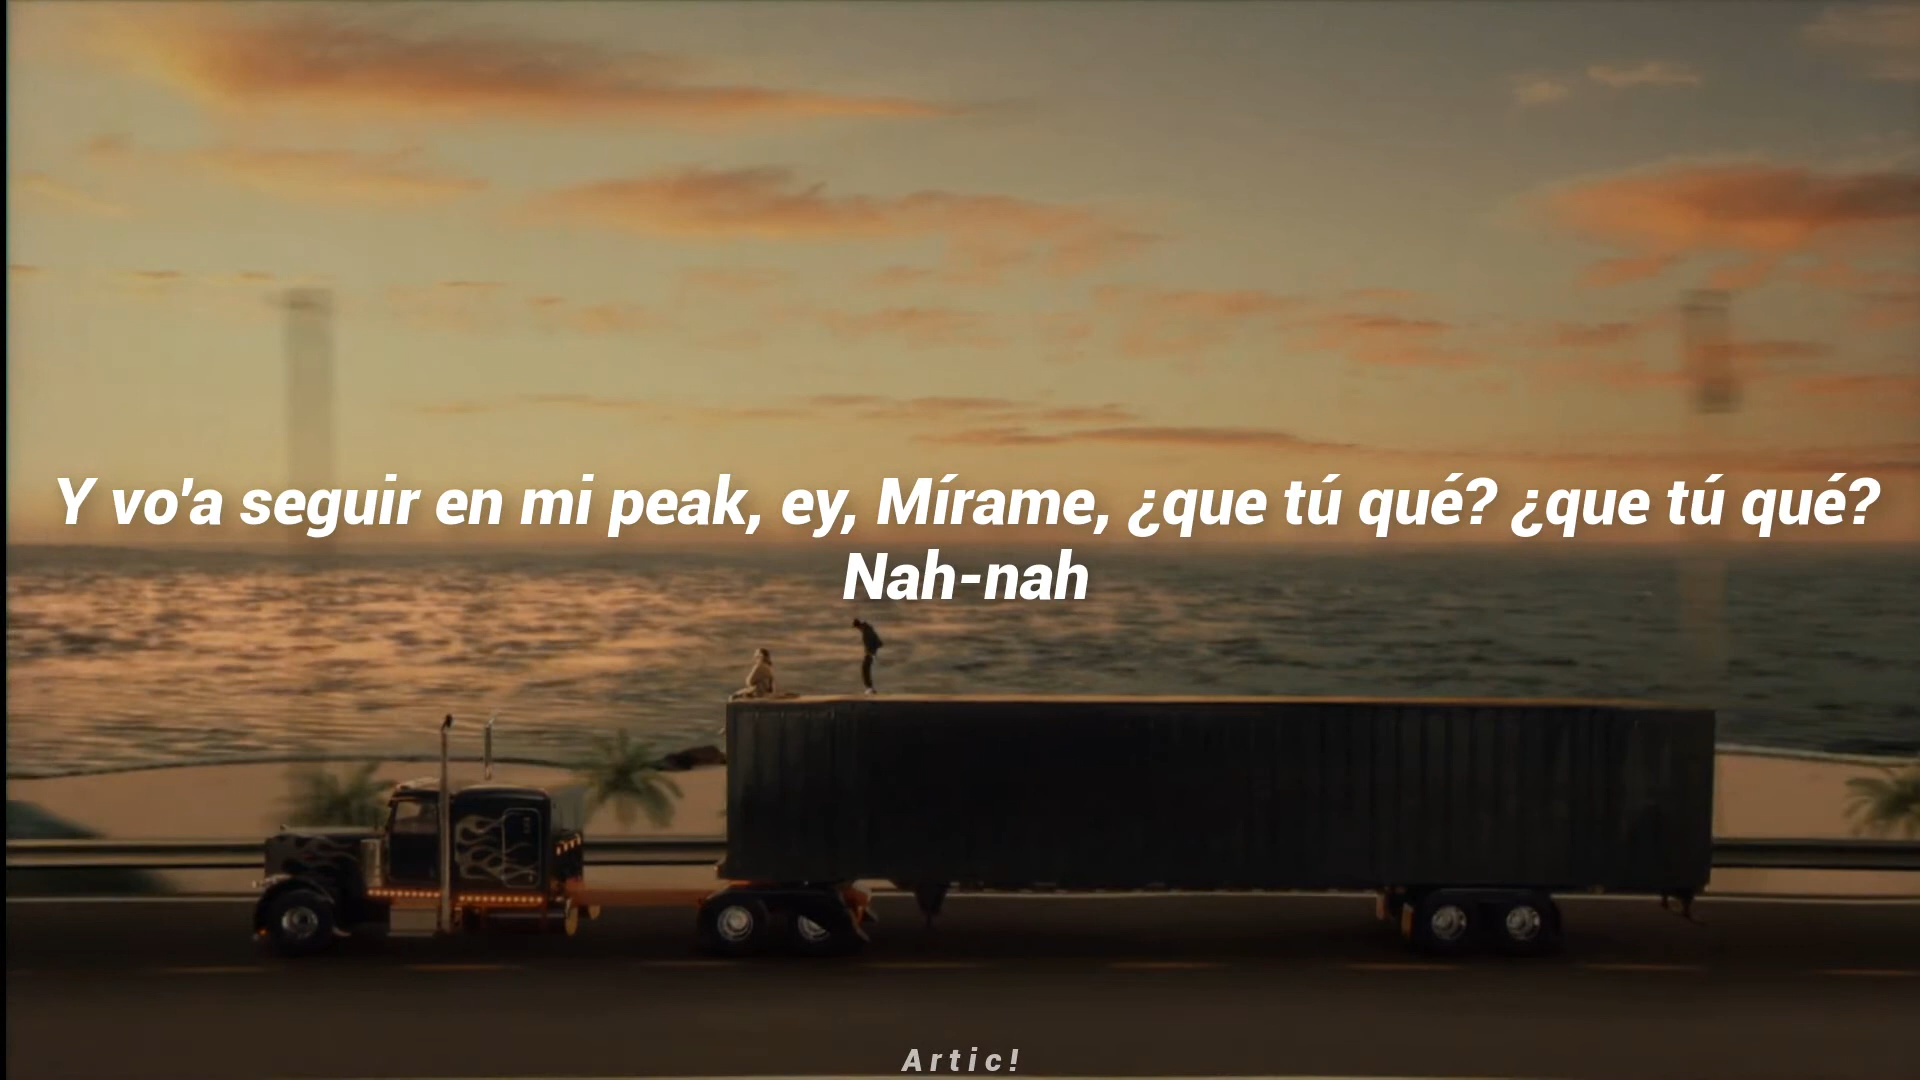 Y vo'a seguir en mi peak, ey, Mírame, ¿que tú qué? ¿que tú qué?
Nah-nah
Artic!